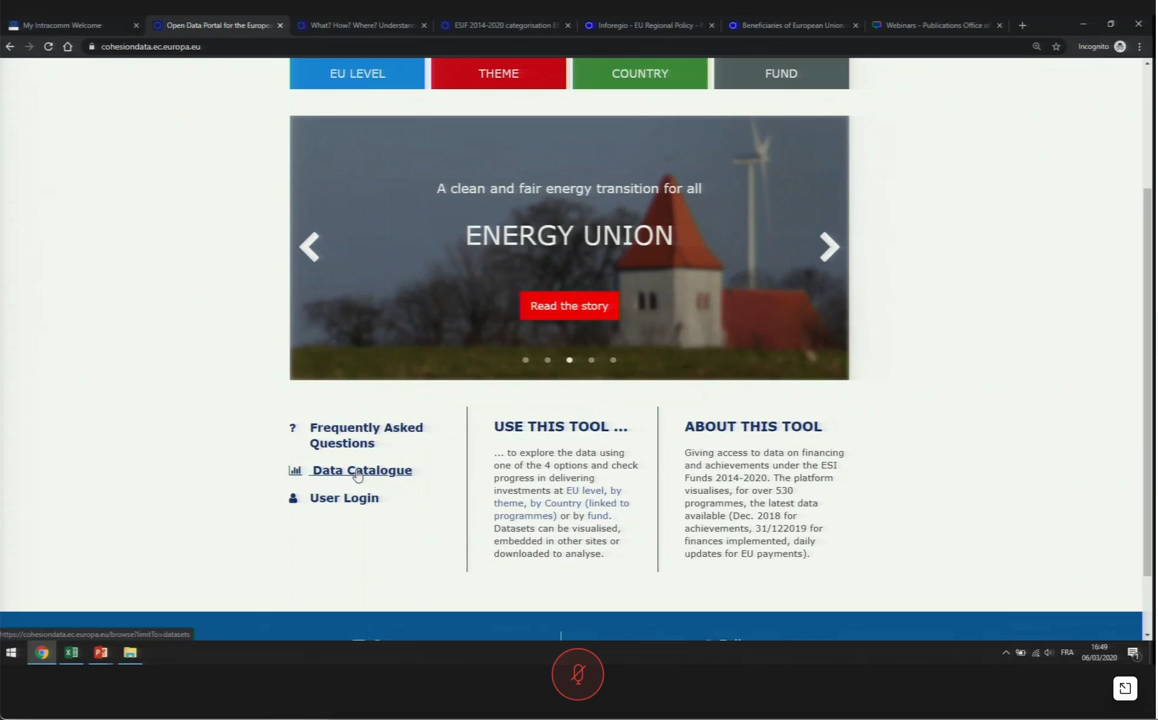 My Intracomm Welcome
Open Data Portal for the Europe
What? How? Where? Understan
ESIF 2014-2020 categorisation E
Inforegio - EU Regional Policy -
Beneficiaries of European Union
Webinars - Publications Office o
cohesiondata.ec.europa.eu
Incognito
EU LEVEL
THEME
COUNTRY
FUND
A clean and fair energy transition for all
ENERGY UNION
Read the story
? Frequently Asked
Questions
Data Catalogue
User Login
USE THIS TOOL ...
... to explore the data using
one of the 4 options and check
progress in delivering
investments at EU level, by
theme, by Country (linked to
programmes) or by fund.
Datasets can be visualised,
embedded in other sites or
downloaded to analyse.
ABOUT THIS TOOL
Giving access to data on financing
and achievements under the ESI
Funds 2014-2020. The platform
visualises, for over 530
programmes, the latest data
available (Dec. 2018 for
achievements, 31/122019 for
finances implemented, daily
updates for EU payments).
https://cohesiondata.ec.europa.eu/browse?limitTo=datasets
FRA
16:49
06/03/2020